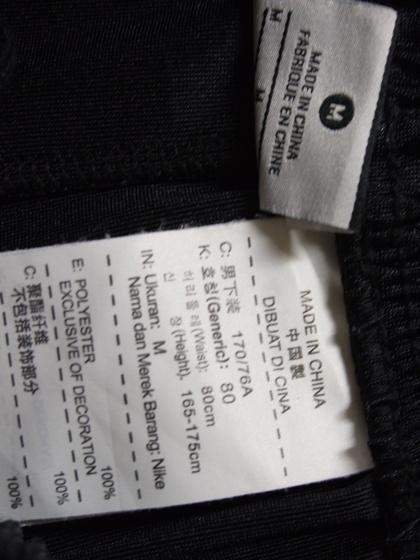 M
MADE IN CHINA
FABRIQUÉ EN CHINE
M
M
MADE IN CHINA
中国製
DIBUAT DI CINA
C: 男下装 170/76A
K: 호칭(Generic): 80
허리둘레(Waist): 80cm
신 장(Height). 165-175cm
IN: Ukuran: M
Nama dan Merek Barang: Nike
E: POLYESTER 100%
EXCLUSIVE OF DECORATION
C: 聚酯纤维 100%
不包括装饰部分